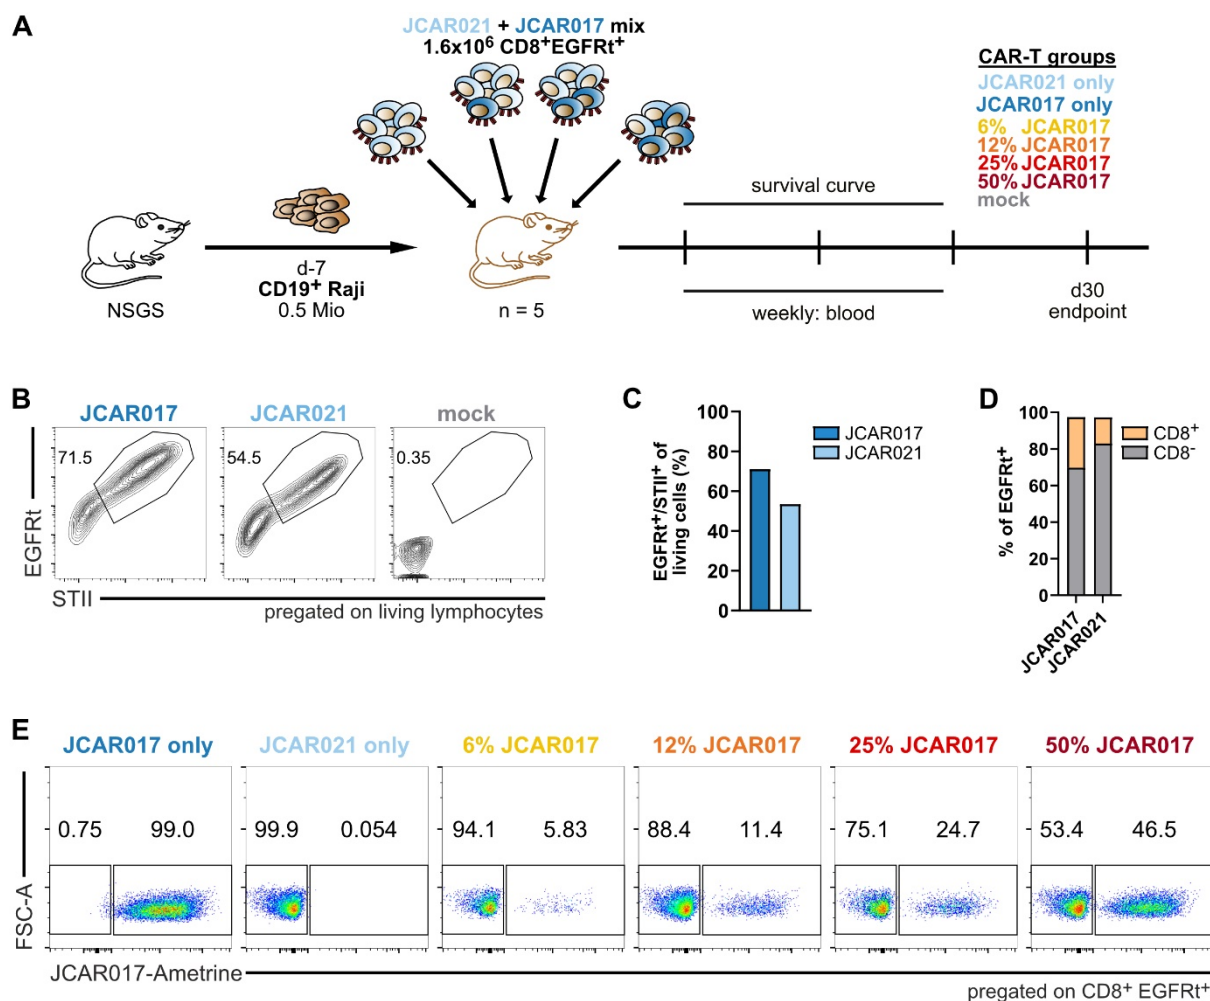 A
JCAR021 + JCAR017 mix
1.6x10⁶ CD8⁺EGFRt⁺
CAR-T groups
JCAR021 only
JCAR017 only
6% JCAR017
12% JCAR017
25% JCAR017
50% JCAR017
mock
survival curve
d-7
CD19⁺ Raji
0.5 Mio
NSGS
n = 5
weekly: blood
d30
endpoint
B
JCAR017 JCAR021 mock
71.5 54.5 0.35
EGFRt
STII
pregated on living lymphocytes
C
EGFRt⁺/STII⁺ of
living cells (%)
100
80
60
40
20
0
JCAR017
JCAR021
D
% of EGFRt⁺
100
80
60
40
20
0
CD8⁺
CD8⁻
JCAR017
JCAR021
E
JCAR017 only JCAR021 only 6% JCAR017 12% JCAR017 25% JCAR017 50% JCAR017
0.75 99.0 99.9 0.054 94.1 5.83 88.4 11.4 75.1 24.7 53.4 46.5
FSC-A
JCAR017-Ametrine
pregated on CD8⁺ EGFRt⁺